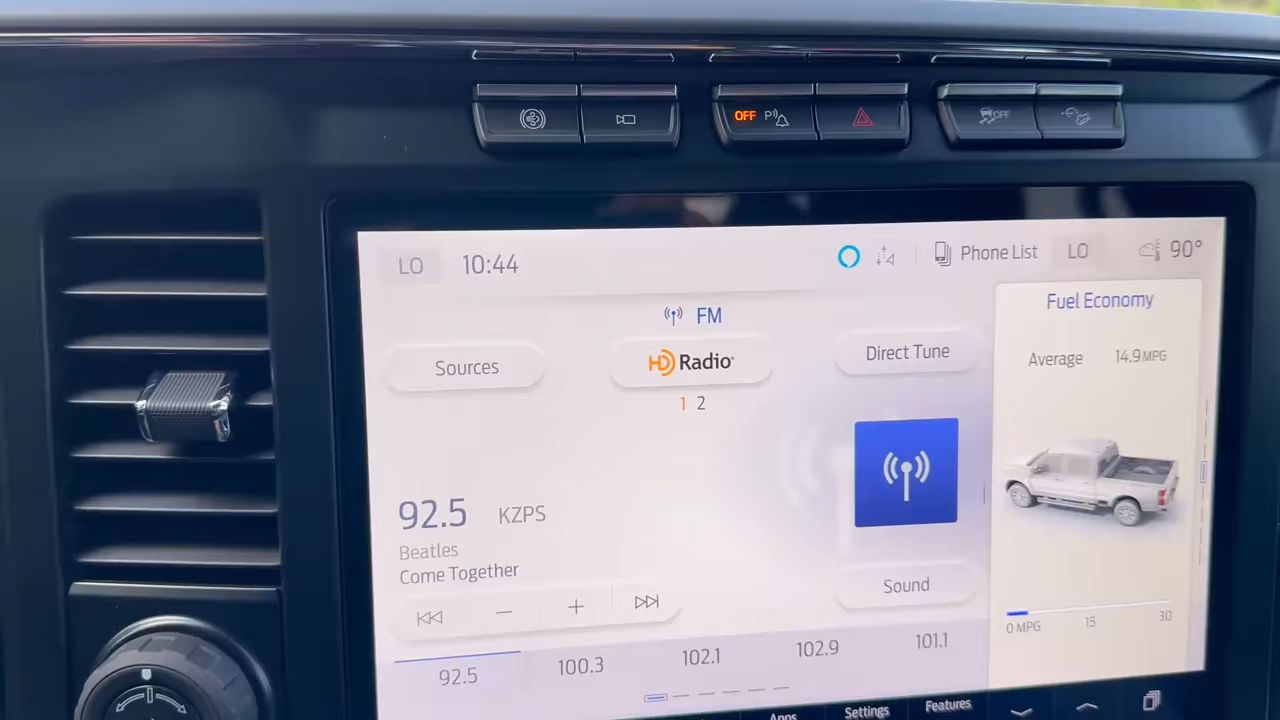 OFF P
OFF
LO 10:44 Phone List LO 90°
FM
Sources HD Radio Direct Tune
1 2
92.5 KZPS
Beatles
Come Together
Sound
92.5 100.3 102.1 102.9 101.1
Fuel Economy
Average 14.9 MPG
0 MPG 15 30
Apps Settings Features